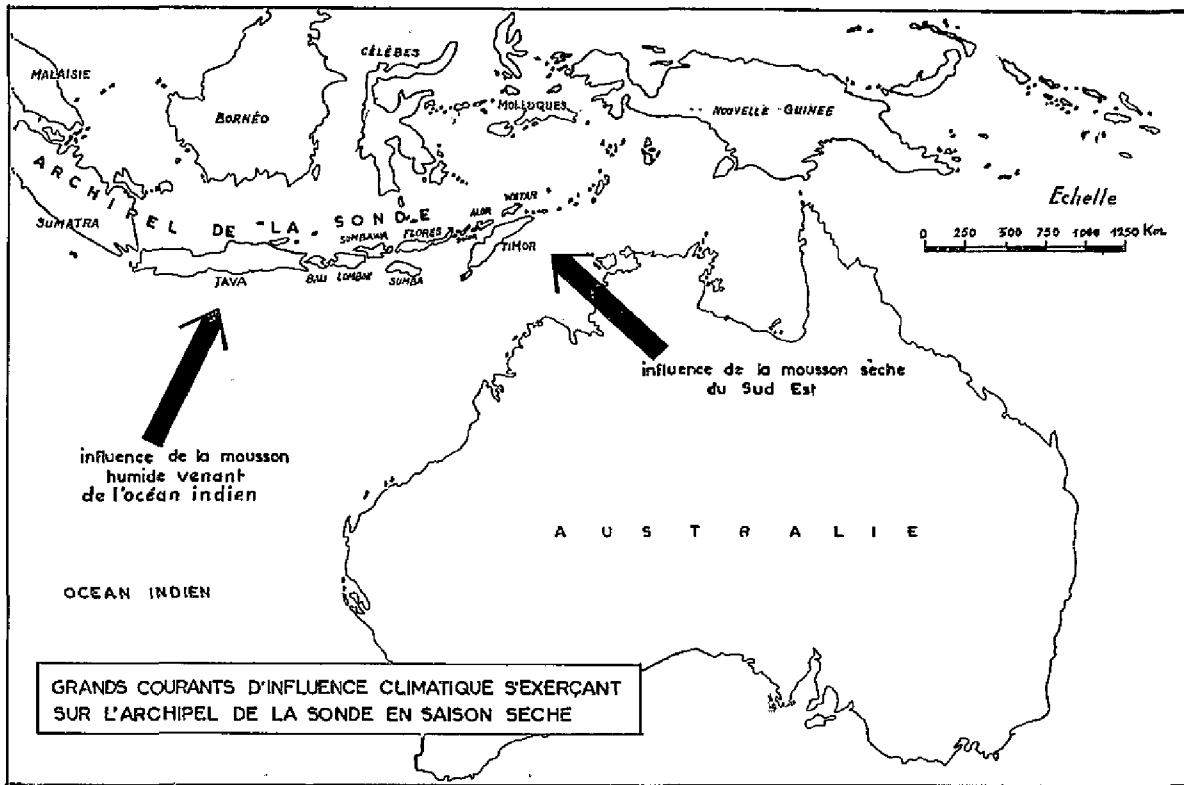 MALAISIE
BORNÉO
CÉLÈBES
MOLLUQUES
NOUVELLE-GUINEE
ARCHIPEL DE LA SONDE
SUMATRA
JAVA
BALI
LOMBOK
SUMBAWA
SUMBA
FLORES
ALOR
WATAR
TIMOR
Echelle
0 250 500 750 1000 1250 Km.
influence de la mousson sèche
du Sud Est
influence de la mousson
humide venant
de l'océan indien
AUSTRALIE
OCEAN INDIEN
GRANDS COURANTS D'INFLUENCE CLIMATIQUE S'EXERÇANT
SUR L'ARCHIPEL DE LA SONDE EN SAISON SECHE